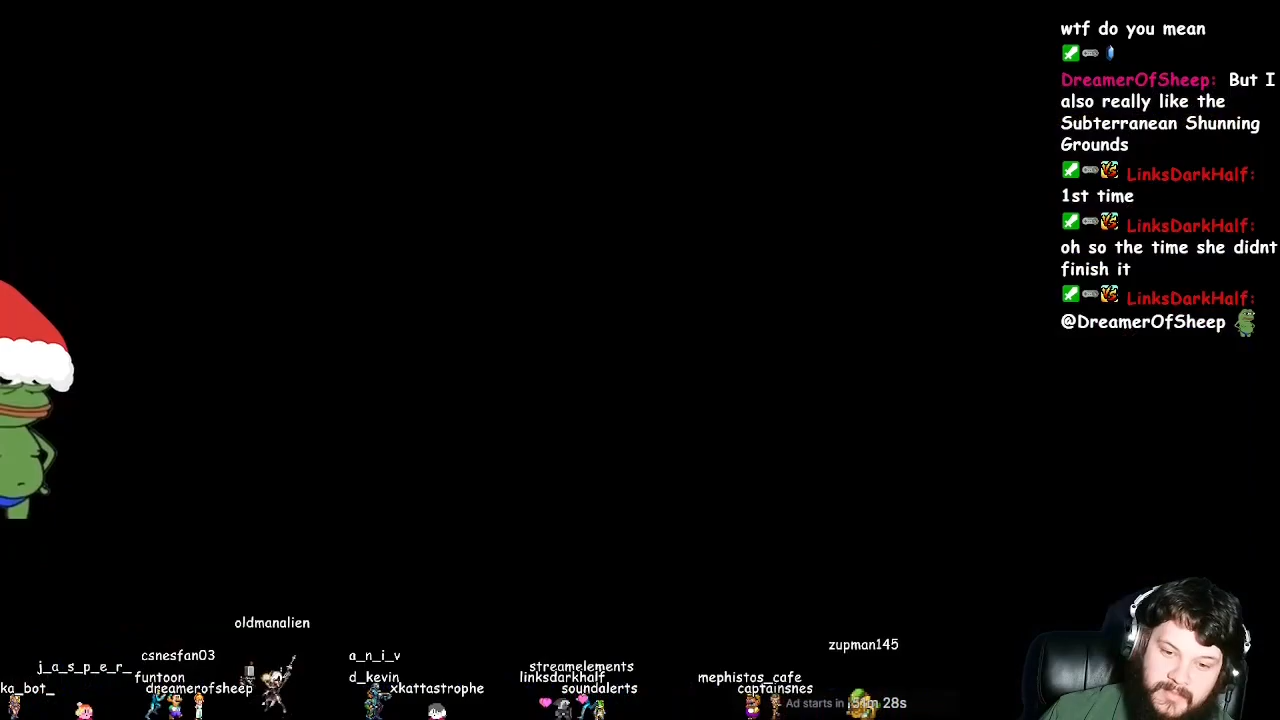 wtf do you mean
DreamerOfSheep: But I
also really like the
Subterranean Shunning
Grounds
LinksDarkHalf:
1st time
LinksDarkHalf:
oh so the time she didnt
finish it
LinksDarkHalf:
@DreamerOfSheep
oldmanalien
zupman145
csnesfan03
a_n_i_v
j_a_s_p_e_r_
streamelements
funtoon
d_kevin
linksdarkhalf
mephistos_cafe
ka_bot_
dreamerofsheep
xkattastrophe
soundalerts
captainsnes
Ad starts in 28s